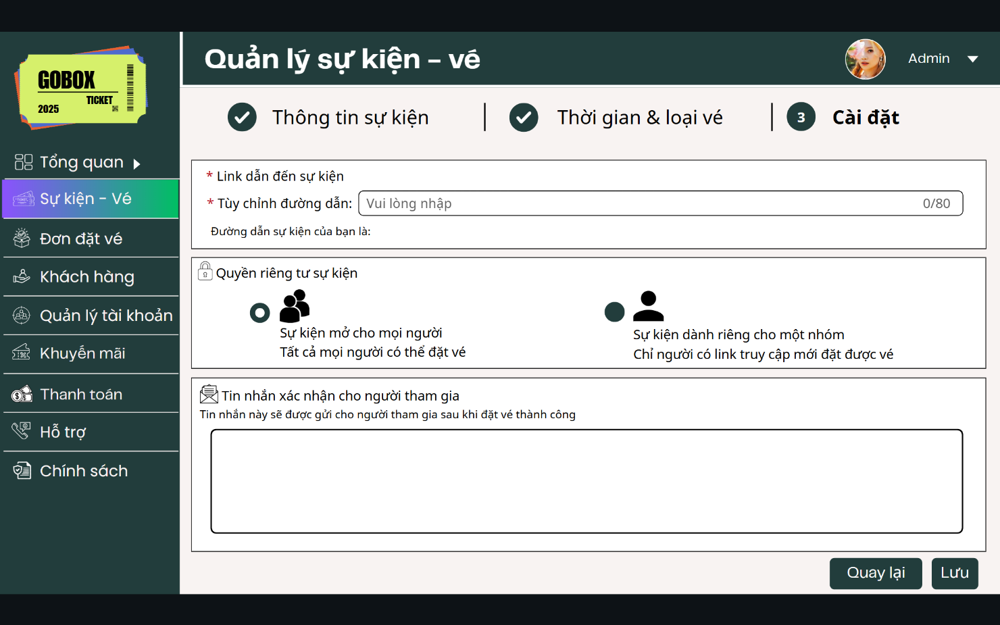 GOBOX
TICKET
2025
Quản lý sự kiện – vé
Admin
Tổng quan
Sự kiện – Vé
Đơn đặt vé
Khách hàng
Quản lý tài khoản
Khuyến mãi
Thanh toán
Hỗ trợ
Chính sách
Thông tin sự kiện
Thời gian & loại vé
3 Cài đặt
* Link dẫn đến sự kiện
* Tùy chỉnh đường dẫn: Vui lòng nhập 0/80
Đường dẫn sự kiện của bạn là:
Quyền riêng tư sự kiện
Sự kiện mở cho mọi người
Tất cả mọi người có thể đặt vé
Sự kiện dành riêng cho một nhóm
Chỉ người có link truy cập mới đặt được vé
Tin nhắn xác nhận cho người tham gia
Tin nhắn này sẽ được gửi cho người tham gia sau khi đặt vé thành công
Quay lại
Lưu